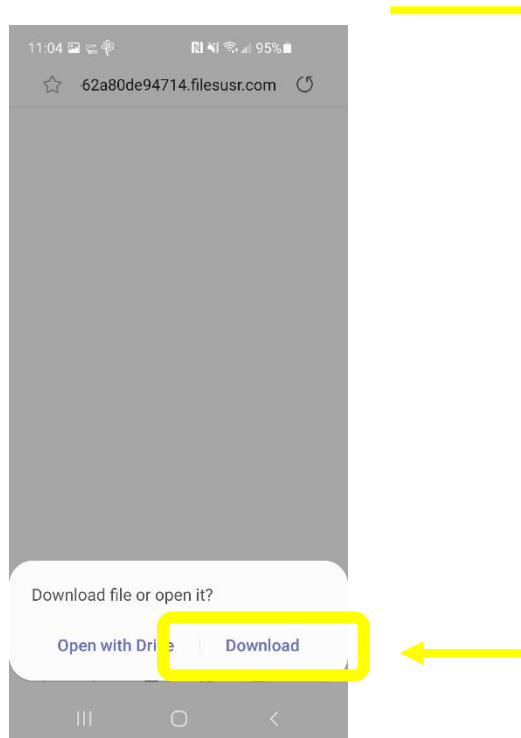 11:04 95%
-62a80de94714.filesusr.com
Download file or open it?
Open with Drive Download